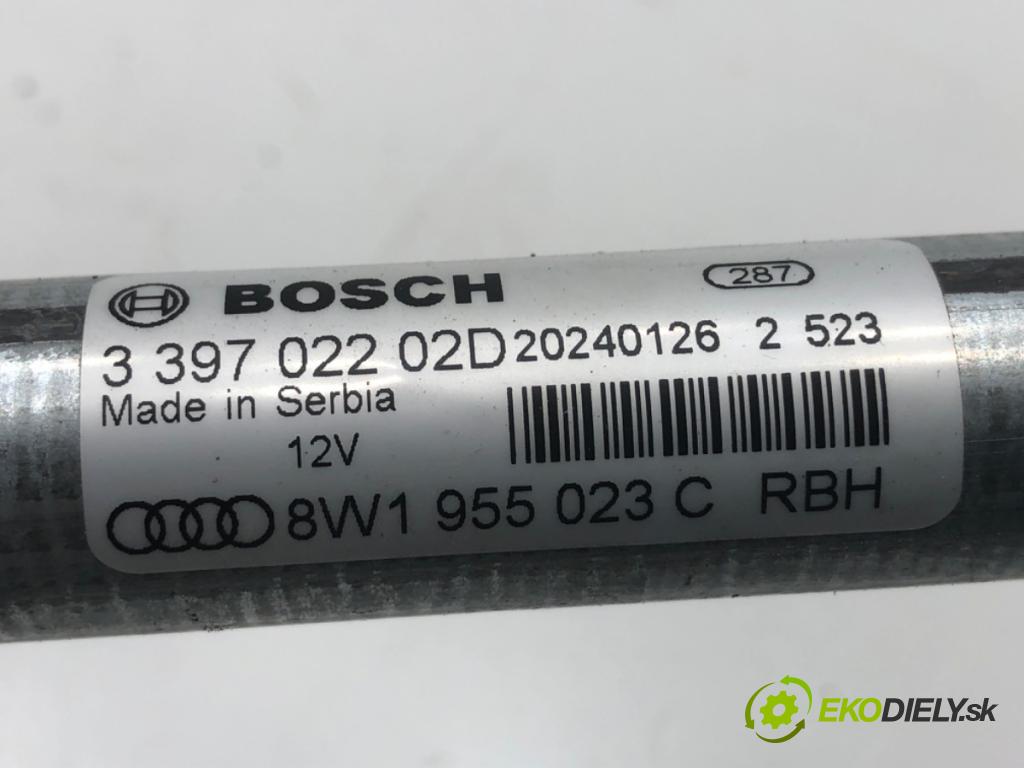 BOSCH 287
3 397 022 02D 20240126 2 523
Made in Serbia
12V
8W1 955 023 C RBH
EKODIELY.sk